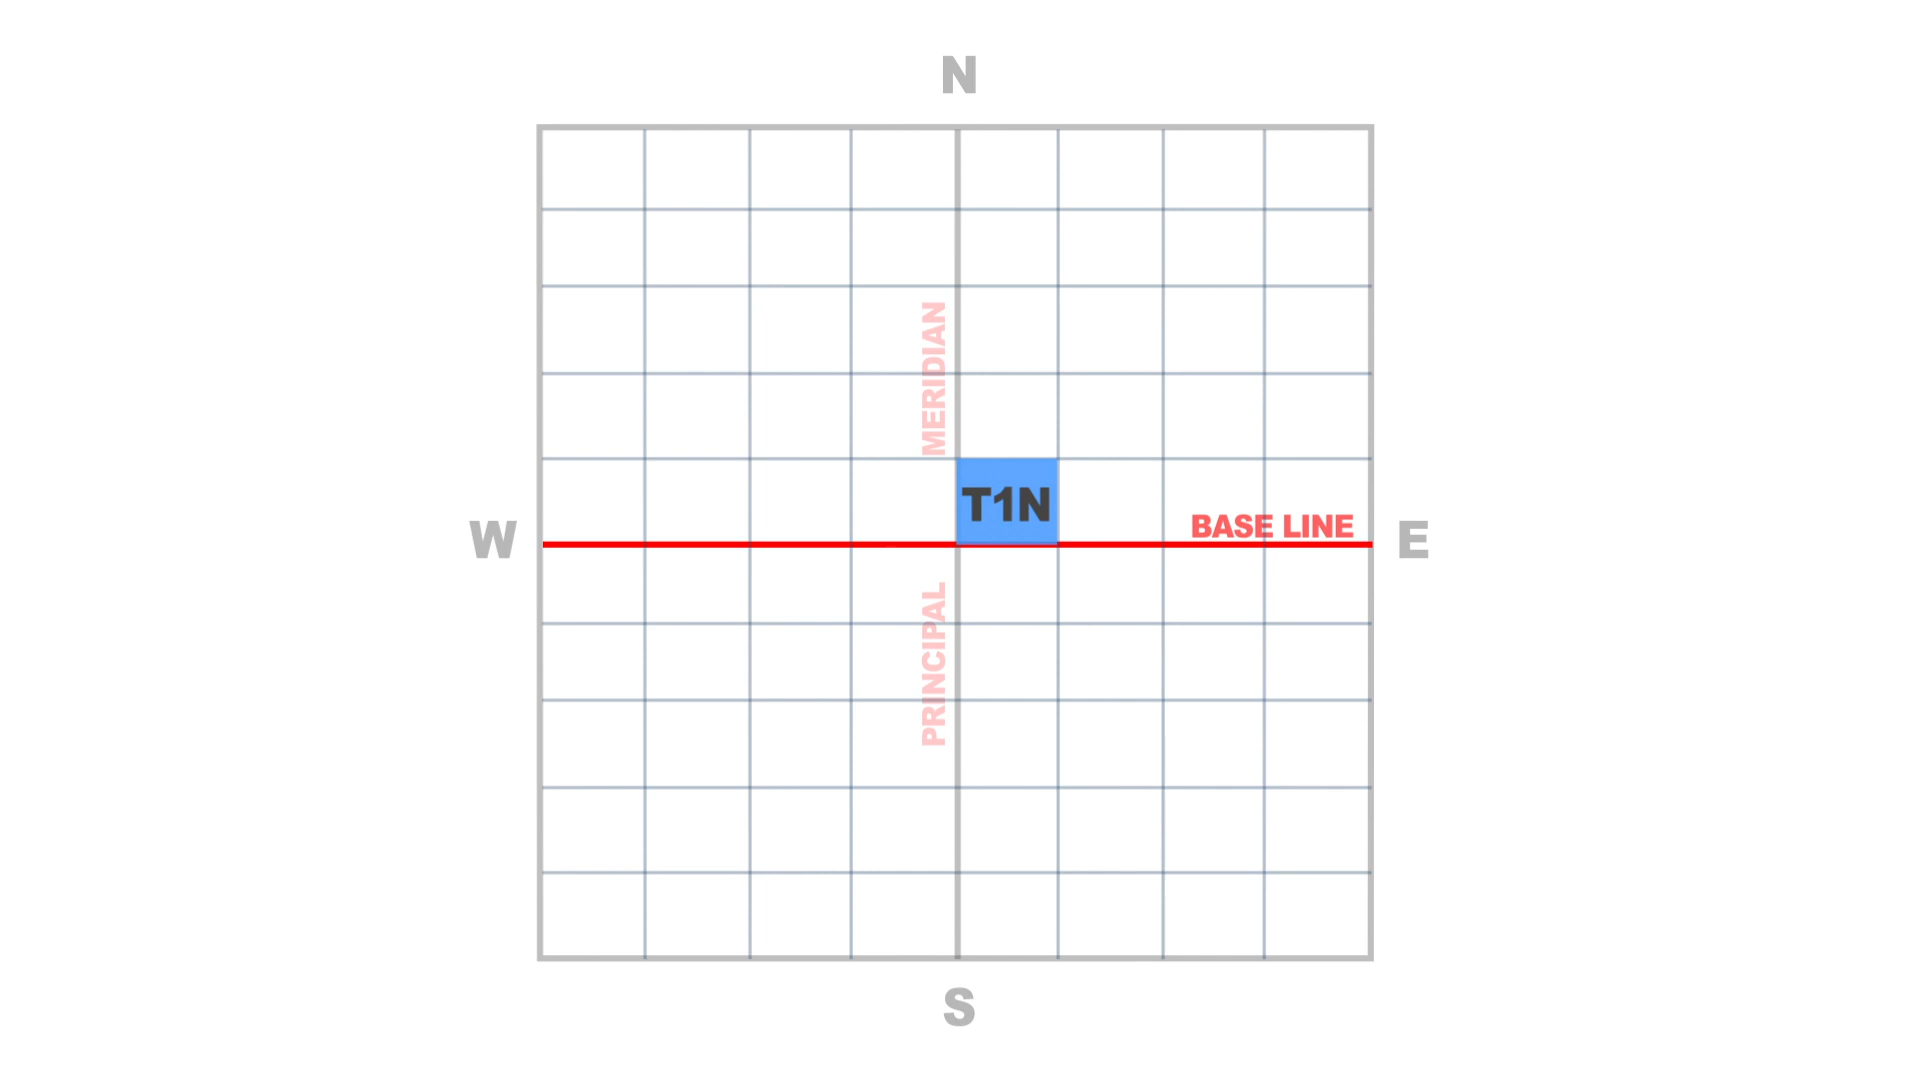 N
MERIDIAN
T1N
BASE LINE
W
E
PRINCIPAL
S